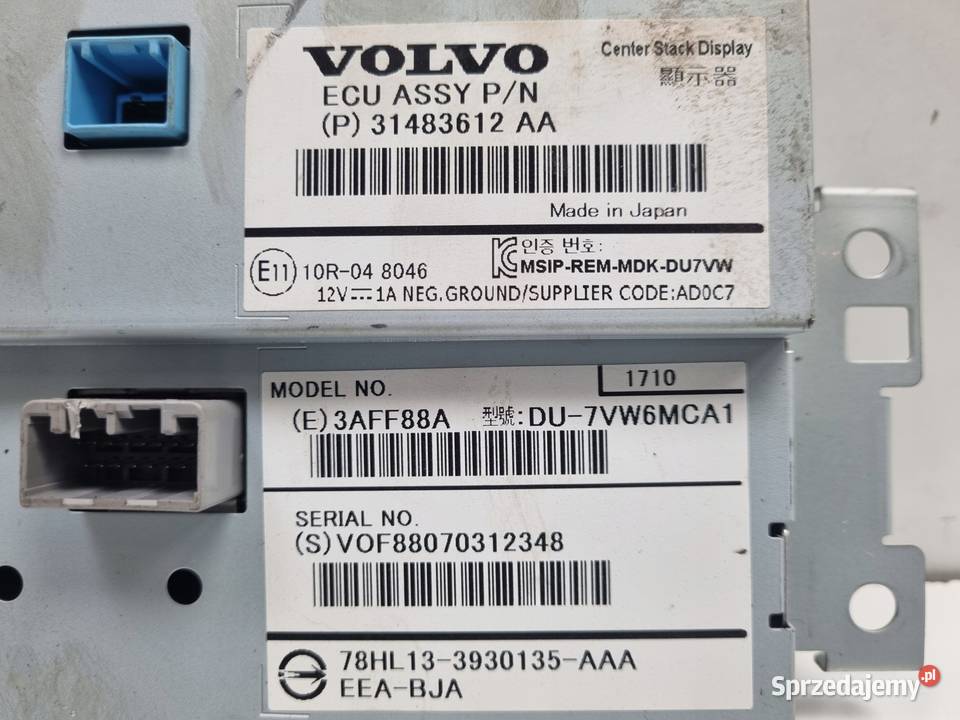 VOLVO
Center Stack Display
顯示器
ECU ASSY P/N
(P) 31483612 AA
Made in Japan
E11 10R-04 8046
인증 번호:
MSIP-REM-MDK-DU7VW
12V⎓1A NEG.GROUND/SUPPLIER CODE:AD0C7
MODEL NO.
1710
(E)3AFF88A 型號:DU-7VW6MCA1
SERIAL NO.
(S)VOF88070312348
78HL13-3930135-AAA
EEA-BJA
Sprzedajemy.pl